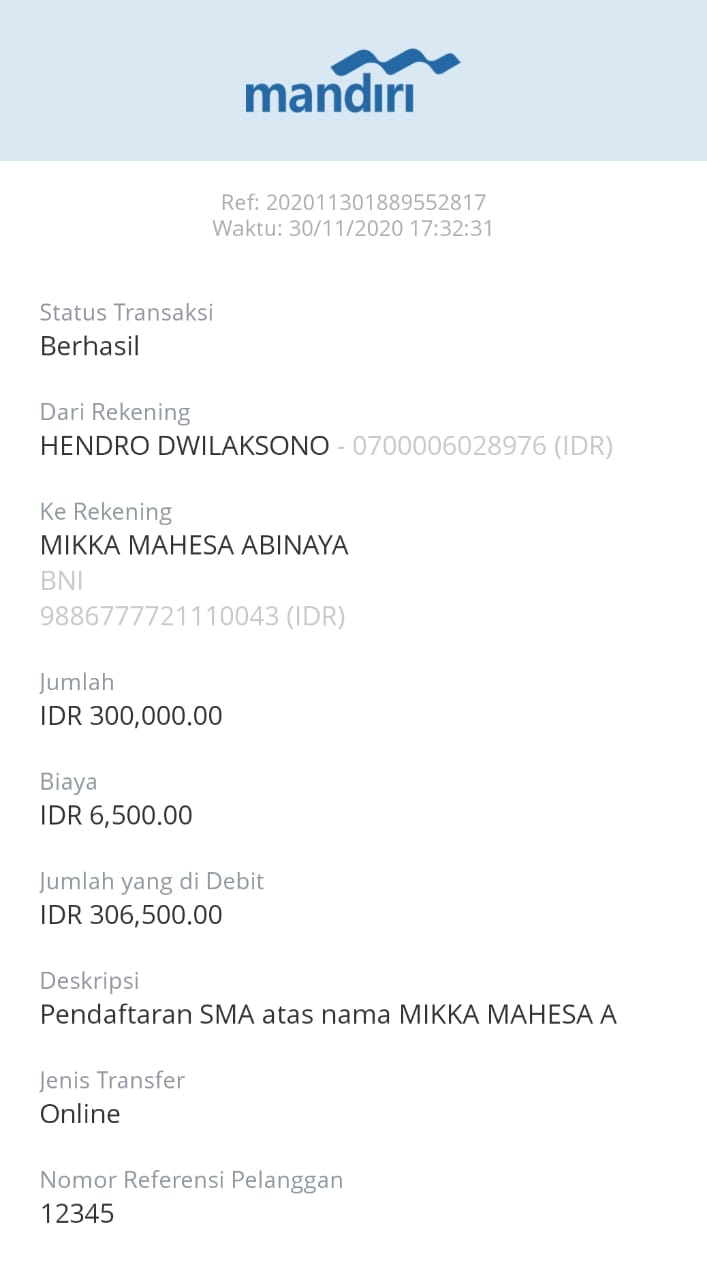 mandiri
Ref: 202011301889552817
Waktu: 30/11/2020 17:32:31
Status Transaksi
Berhasil
Dari Rekening
HENDRO DWILAKSONO - 0700006028976 (IDR)
Ke Rekening
MIKKA MAHESA ABINAYA
BNI
9886777721110043 (IDR)
Jumlah
IDR 300,000.00
Biaya
IDR 6,500.00
Jumlah yang di Debit
IDR 306,500.00
Deskripsi
Pendaftaran SMA atas nama MIKKA MAHESA A
Jenis Transfer
Online
Nomor Referensi Pelanggan
12345